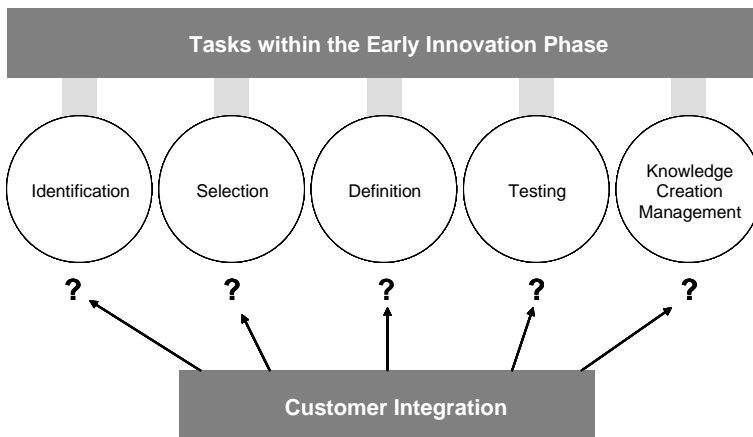 Tasks within the Early Innovation Phase
Identification
Selection
Definition
Testing
Knowledge
Creation
Management
? ? ? ? ?
Customer Integration